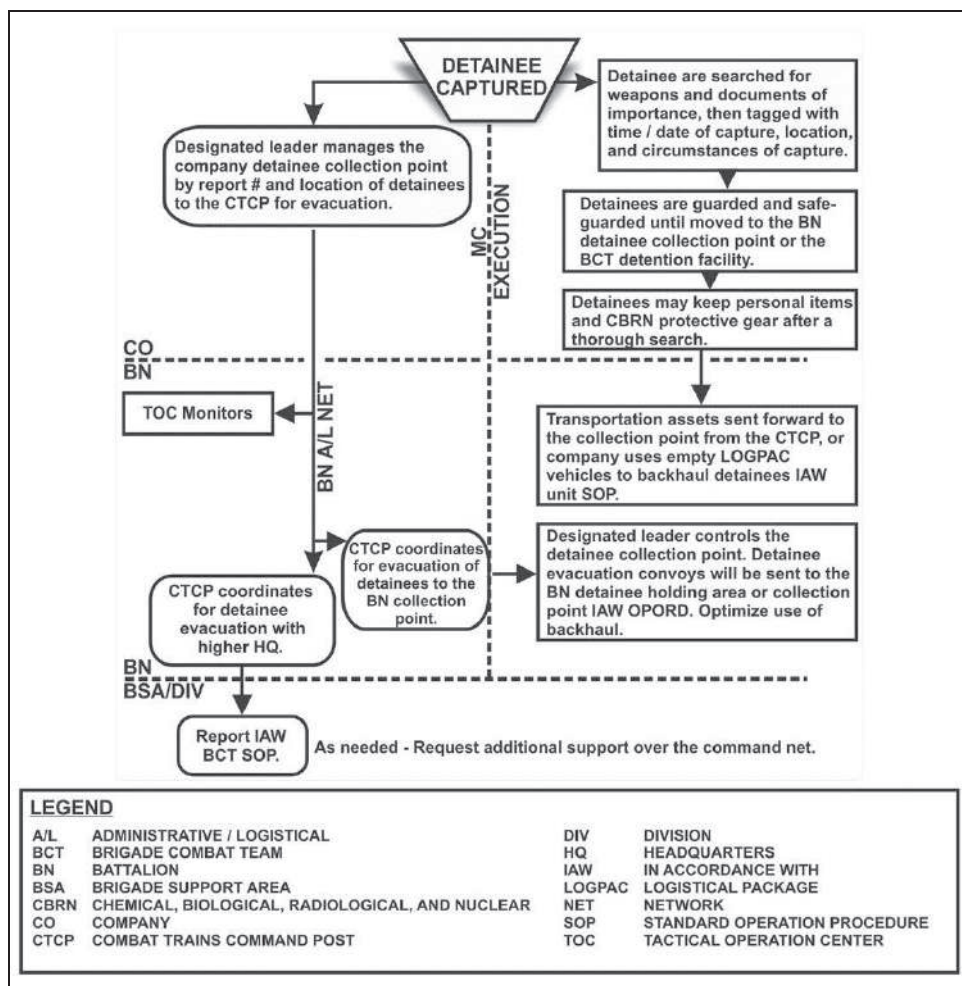 DETAINEE
CAPTURED
Detainee are searched for
weapons and documents of
importance, then tagged with
time / date of capture, location,
and circumstances of capture.
Designated leader manages the
company detainee collection point
by report # and location of detainees
to the CTCP for evacuation.
MC
EXECUTION
Detainees are guarded and safe-
guarded until moved to the BN
detainee collection point or the
BCT detention facility.
Detainees may keep personal items
and CBRN protective gear after a
thorough search.
CO
BN
TOC Monitors
BN A/L NET
Transportation assets sent forward
to the collection point from the CTCP, or
company uses empty LOGPAC
vehicles to backhaul detainees IAW
unit SOP.
CTCP coordinates
for evacuation of
detainees to the
BN collection
point.
Designated leader controls the
detainee collection point. Detainee
evacuation convoys will be sent to the
BN detainee holding area or collection
point IAW OPORD. Optimize use of
backhaul.
CTCP coordinates
for detainee
evacuation with
higher HQ.
BN
BSA/DIV
Report IAW
BCT SOP.
As needed - Request additional support over the command net.
LEGEND
A/L ADMINISTRATIVE / LOGISTICAL
BCT BRIGADE COMBAT TEAM
BN BATTALION
BSA BRIGADE SUPPORT AREA
CBRN CHEMICAL, BIOLOGICAL, RADIOLOGICAL, AND NUCLEAR
CO COMPANY
CTCP COMBAT TRAINS COMMAND POST
DIV DIVISION
HQ HEADQUARTERS
IAW IN ACCORDANCE WITH
LOGPAC LOGISTICAL PACKAGE
NET NETWORK
SOP STANDARD OPERATION PROCEDURE
TOC TACTICAL OPERATION CENTER